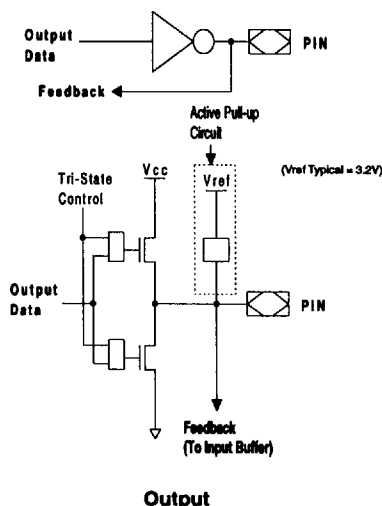 Output
Data
PIN
Feedback
Active Pull-up
Circuit
Vcc
Vref
(Vref Typical = 3.2V)
Tri-State
Control
Output
Data
PIN
Feedback
(To Input Buffer)
Output